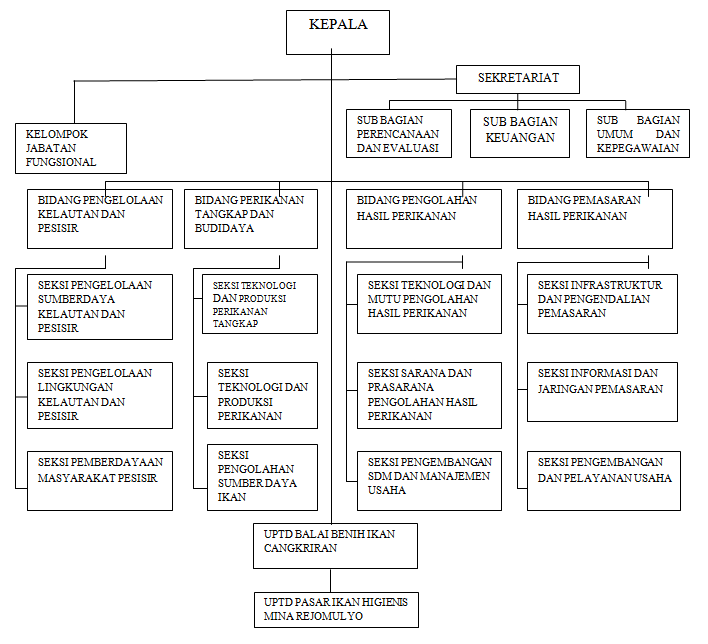 KEPALA
SEKRETARIAT
SUB BAGIAN
PERENCANAAN
DAN EVALUASI
SUB BAGIAN
KEUANGAN
SUB BAGIAN
UMUM DAN
KEPEGAWAIAN
KELOMPOK
JABATAN
FUNGSIONAL
BIDANG PENGELOLAAN
KELAUTAN DAN
PESISIR
BIDANG PERIKANAN
TANGKAP DAN
BUDIDAYA
BIDANG PENGOLAHAN
HASIL PERIKANAN
BIDANG PEMASARAN
HASIL PERIKANAN
SEKSI PENGELOLAAN
SUMBERDAYA
KELAUTAN DAN
PESISIR
SEKSI TEKNOLOGI
DAN PRODUKSI
PERIKANAN
TANGKAP
SEKSI TEKNOLOGI DAN
MUTU PENGOLAHAN
HASIL PERIKANAN
SEKSI INFRASTRUKTUR
DAN PENGENDALIAN
PEMASARAN
SEKSI PENGELOLAAN
LINGKUNGAN
KELAUTAN DAN
PESISIR
SEKSI
TEKNOLOGI DAN
PRODUKSI
PERIKANAN
SEKSI SARANA DAN
PRASARANA
PENGOLAHAN HASIL
PERIKANAN
SEKSI INFORMASI DAN
JARINGAN PEMASARAN
SEKSI PEMBERDAYAAN
MASYARAKAT PESISIR
SEKSI
PENGOLAHAN
SUMBER DAYA
IKAN
SEKSI PENGEMBANGAN
SDM DAN MANAJEMEN
USAHA
SEKSI PENGEMBANGAN
DAN PELAYANAN USAHA
UPTD BALAI BENIH IKAN
CANGKRIRAN
UPTD PASAR IKAN HIGIENIS
MINA REJOMULYO